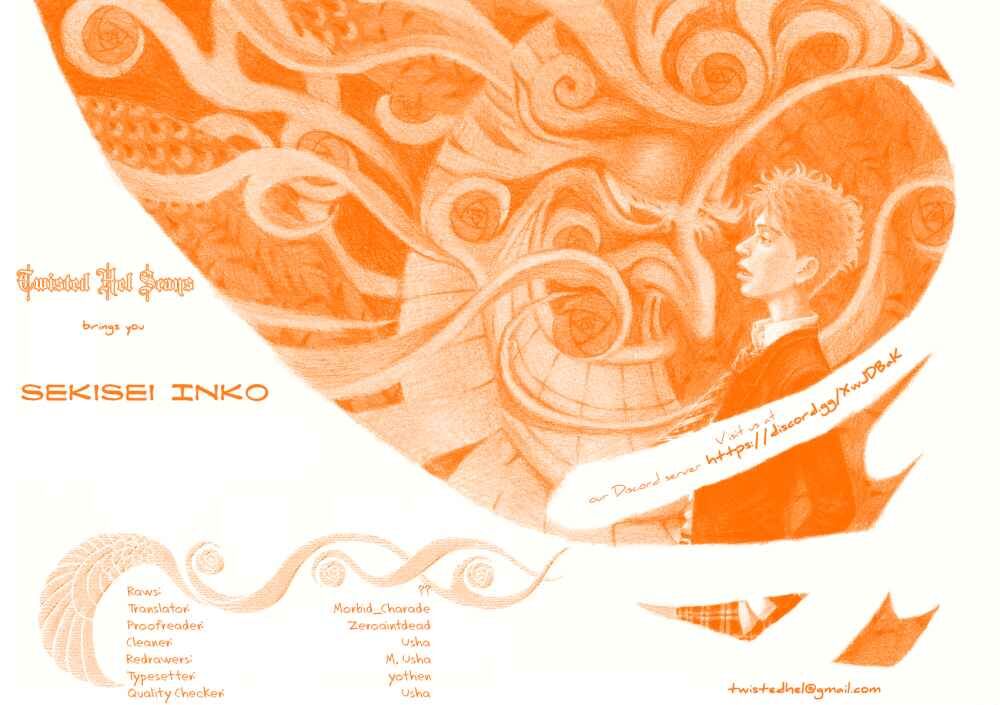 Twisted Hel Scans
brings you
SEKISEI INKO
Visit us at
our Discord server https://discord.gg/XwJDBaK
Raws: ??
Translator: Morbid_Charade
Proofreader: Zeroaintdead
Cleaner: Usha
Redrawers: M. Usha
Typesetter: yothen
Quality Checker: Usha
twistedhel@gmail.com